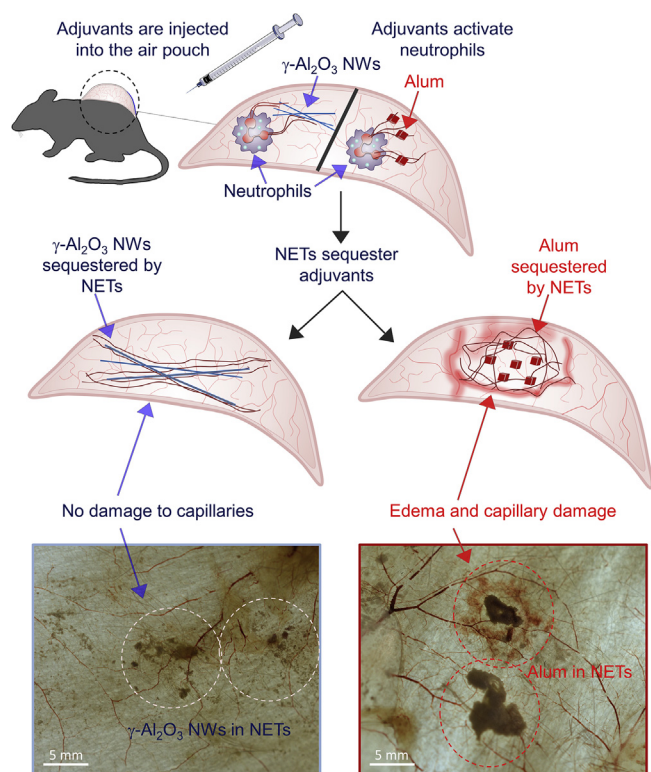 Adjuvants are injected
into the air pouch
Adjuvants activate
neutrophils
γ-Al₂O₃ NWs
Alum
Neutrophils
γ-Al₂O₃ NWs
sequestered by
NETs
NETs sequester
adjuvants
Alum
sequestered
by NETs
No damage to capillaries
Edema and capillary damage
γ-Al₂O₃ NWs in NETs
5 mm
Alum in NETs
5 mm